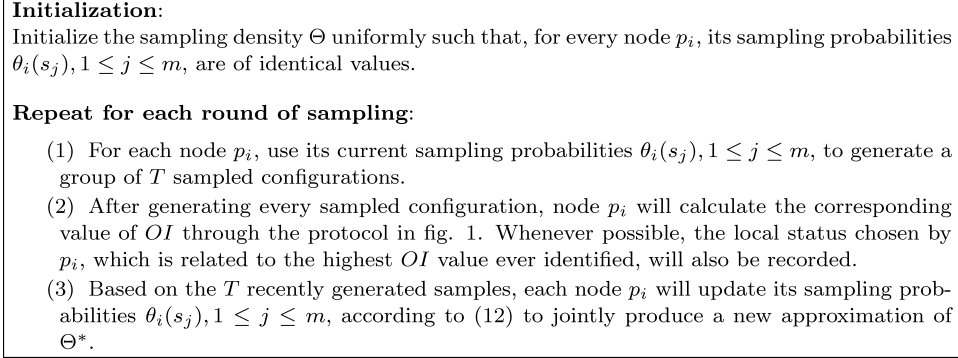 Initialization:
Initialize the sampling density Θ uniformly such that, for every node p_i, its sampling probabilities
θ_i(s_j), 1 ≤ j ≤ m, are of identical values.
Repeat for each round of sampling:
(1) For each node p_i, use its current sampling probabilities θ_i(s_j), 1 ≤ j ≤ m, to generate a
group of T sampled configurations.
(2) After generating every sampled configuration, node p_i will calculate the corresponding
value of OI through the protocol in fig. 1. Whenever possible, the local status chosen by
p_i, which is related to the highest OI value ever identified, will also be recorded.
(3) Based on the T recently generated samples, each node p_i will update its sampling prob-
abilities θ_i(s_j), 1 ≤ j ≤ m, according to (12) to jointly produce a new approximation of
Θ*.